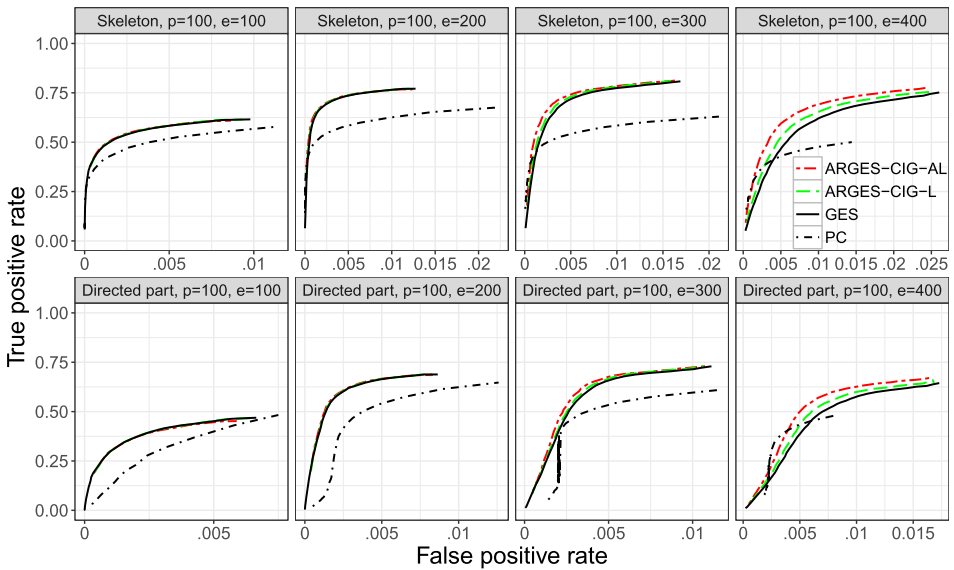 Skeleton, p=100, e=100
Skeleton, p=100, e=200
Skeleton, p=100, e=300
Skeleton, p=100, e=400
1.00
0.75
0.50
0.25
0.00
0 .005 .01
0 .005 .01 0.015 .02
0 .005 .01 0.015 .02
0 .005 .01 0.015 .02 0.025
ARGES−CIG−AL
ARGES−CIG−L
GES
PC
Directed part, p=100, e=100
Directed part, p=100, e=200
Directed part, p=100, e=300
Directed part, p=100, e=400
1.00
0.75
0.50
0.25
0.00
0 .005
0 .005 .01
0 .005 .01
0 .005 .01 0.015
True positive rate
False positive rate